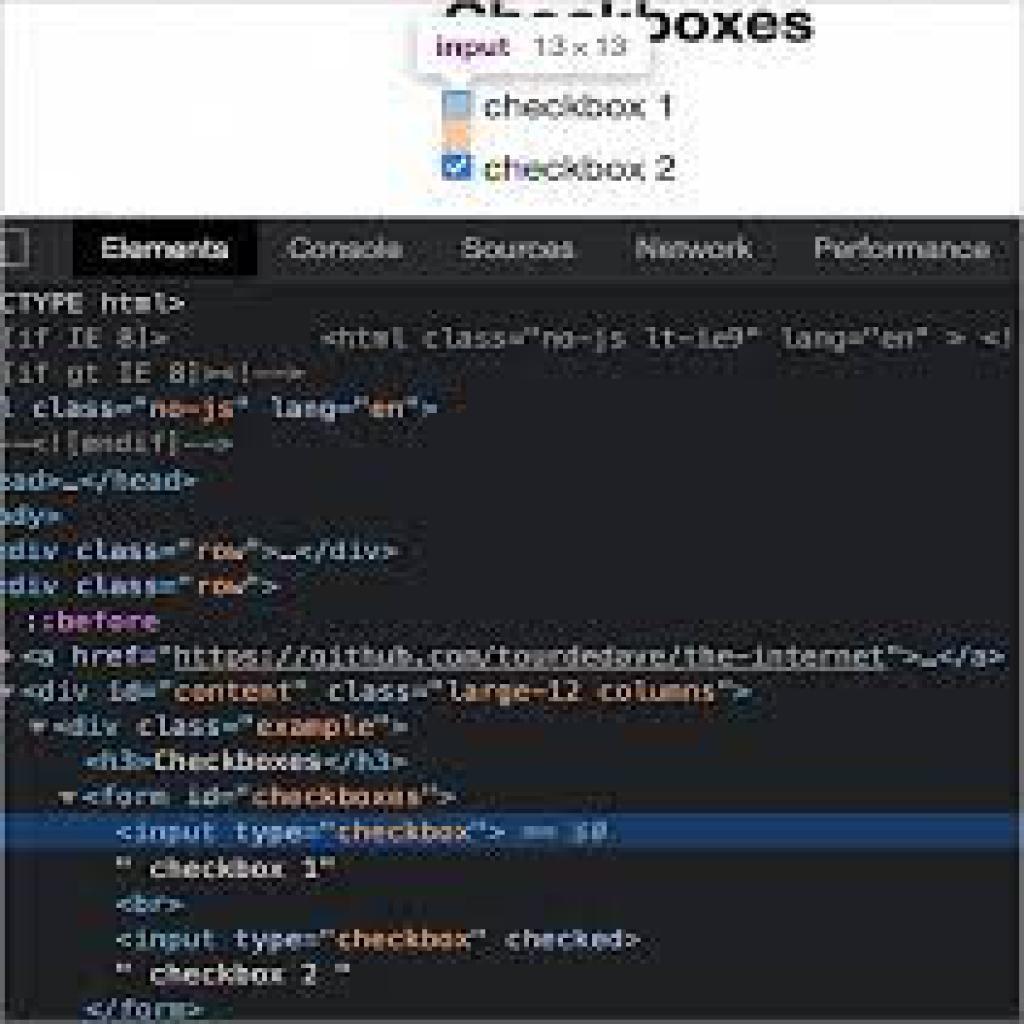 Checkboxes
input 13 × 13
checkbox 1
checkbox 2
Elements Console Sources Network Performance
CTYPE html>
[if IE 8]> <html class="no-js lt-ie9" lang="en" > <!
[if gt IE 8]><!-->
l class="no-js" lang="en">
--<![endif]-->
ead>…</head>
ody>
div class="row">…</div>
div class="row">
::before
<a href="https://github.com/tourdedave/the-internet">…</a>
<div id="content" class="large-12 columns">
<div class="example">
<h3>Checkboxes</h3>
<form id="checkboxes">
<input type="checkbox"> == $0
" checkbox 1"
<br>
<input type="checkbox" checked>
" checkbox 2 "
</form>